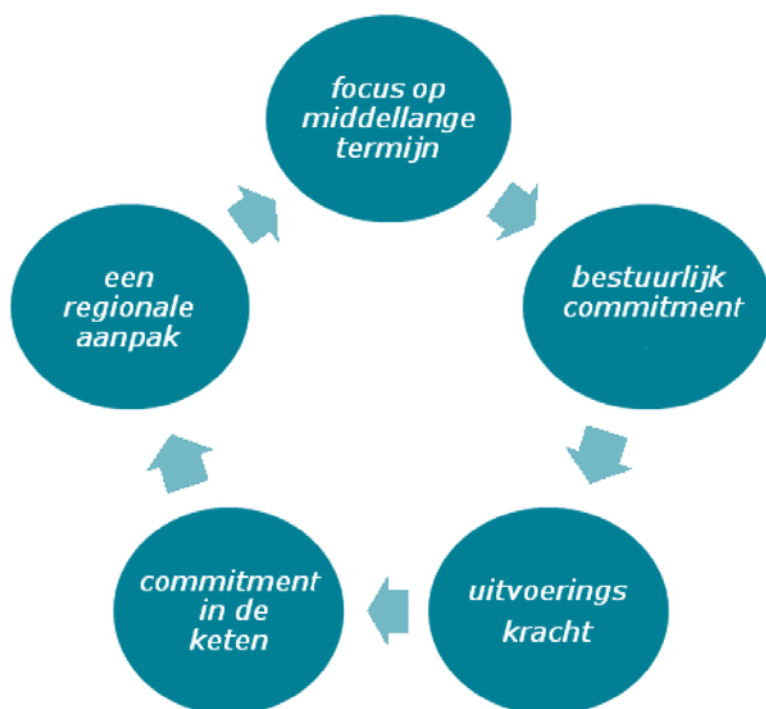 focus op
middellange
termijn
bestuurlijk
commitment
uitvoerings
kracht
commitment
in de
keten
een
regionale
aanpak